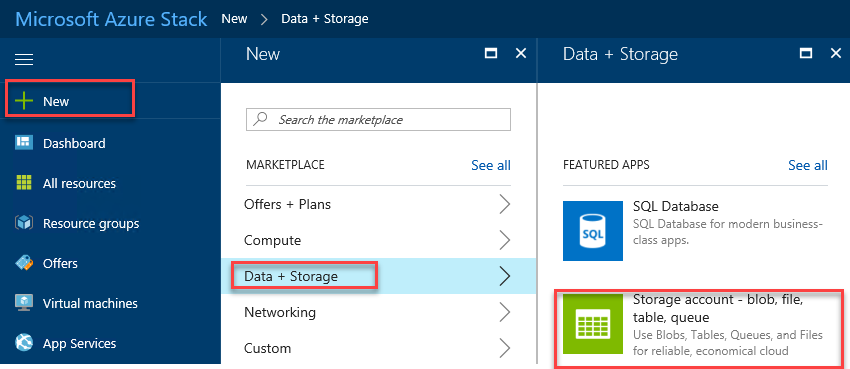 Microsoft Azure Stack New > Data + Storage
New
Dashboard
All resources
Resource groups
Offers
Virtual machines
App Services
New
Search the marketplace
MARKETPLACE See all
Offers + Plans
Compute
Data + Storage
Networking
Custom
Data + Storage
FEATURED APPS See all
SQL
SQL Database
SQL Database for modern business-
class apps.
Storage account - blob, file,
table, queue
Use Blobs, Tables, Queues, and Files
for reliable, economical cloud